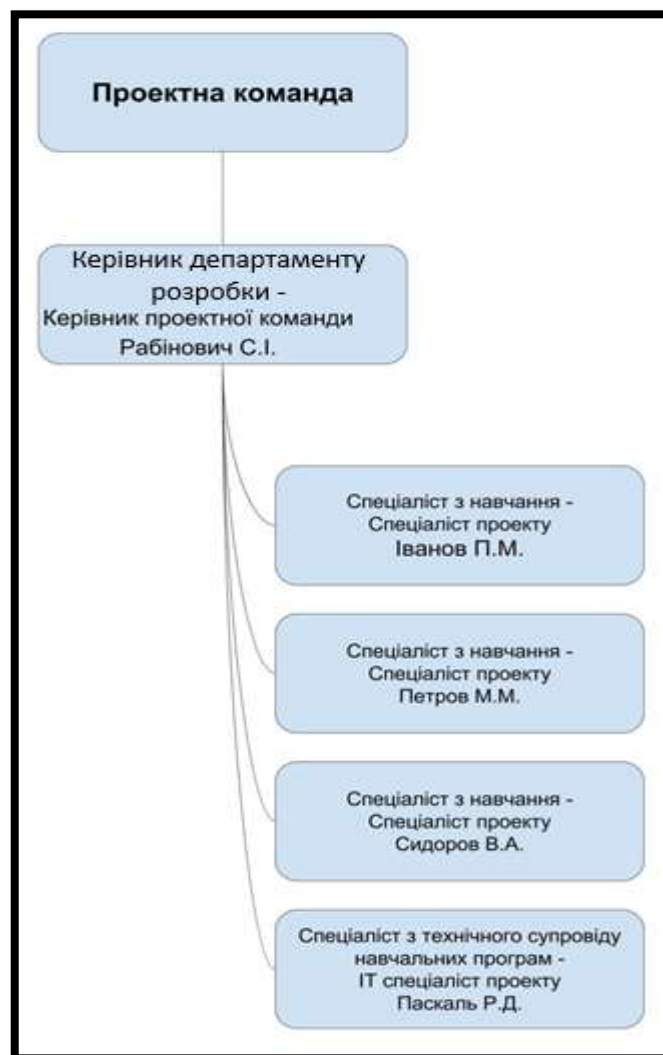 Проектна команда
Керівник департаменту
розробки -
Керівник проектної команди
Рабінович С.І.
Спеціаліст з навчання -
Спеціаліст проекту
Іванов П.М.
Спеціаліст з навчання -
Спеціаліст проекту
Петров М.М.
Спеціаліст з навчання -
Спеціаліст проекту
Сидоров В.А.
Спеціаліст з технічного супровіду
навчальних програм -
ІТ спеціаліст проекту
Паскаль Р.Д.